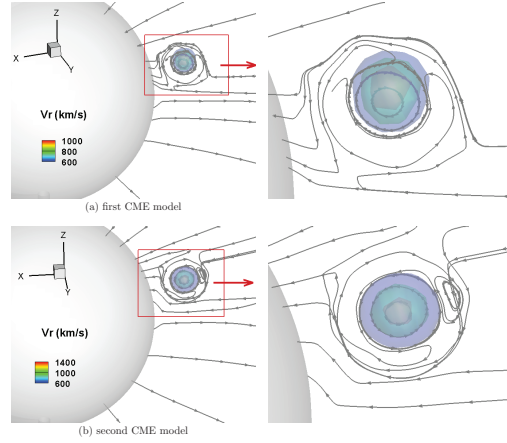 Z
X
Y
Vr (km/s)
1000
800
600
(a) first CME model
Z
X
Y
Vr (km/s)
1400
1000
600
(b) second CME model